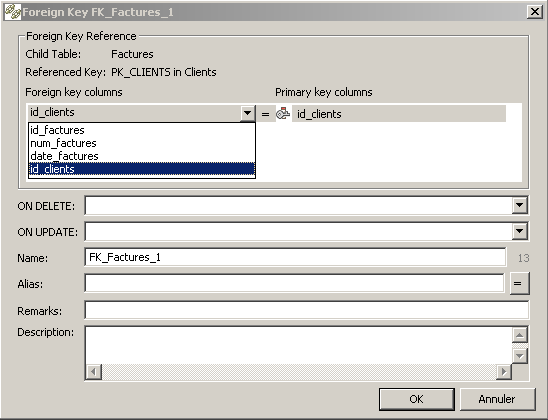 Foreign Key FK_Factures_1
Foreign Key Reference
Child Table: Factures
Referenced Key: PK_CLIENTS in Clients
Foreign key columns Primary key columns
id_clients = id_clients
id_factures
num_factures
date_factures
id_clients
ON DELETE:
ON UPDATE:
Name: FK_Factures_1 13
Alias: =
Remarks:
Description:
OK Annuler